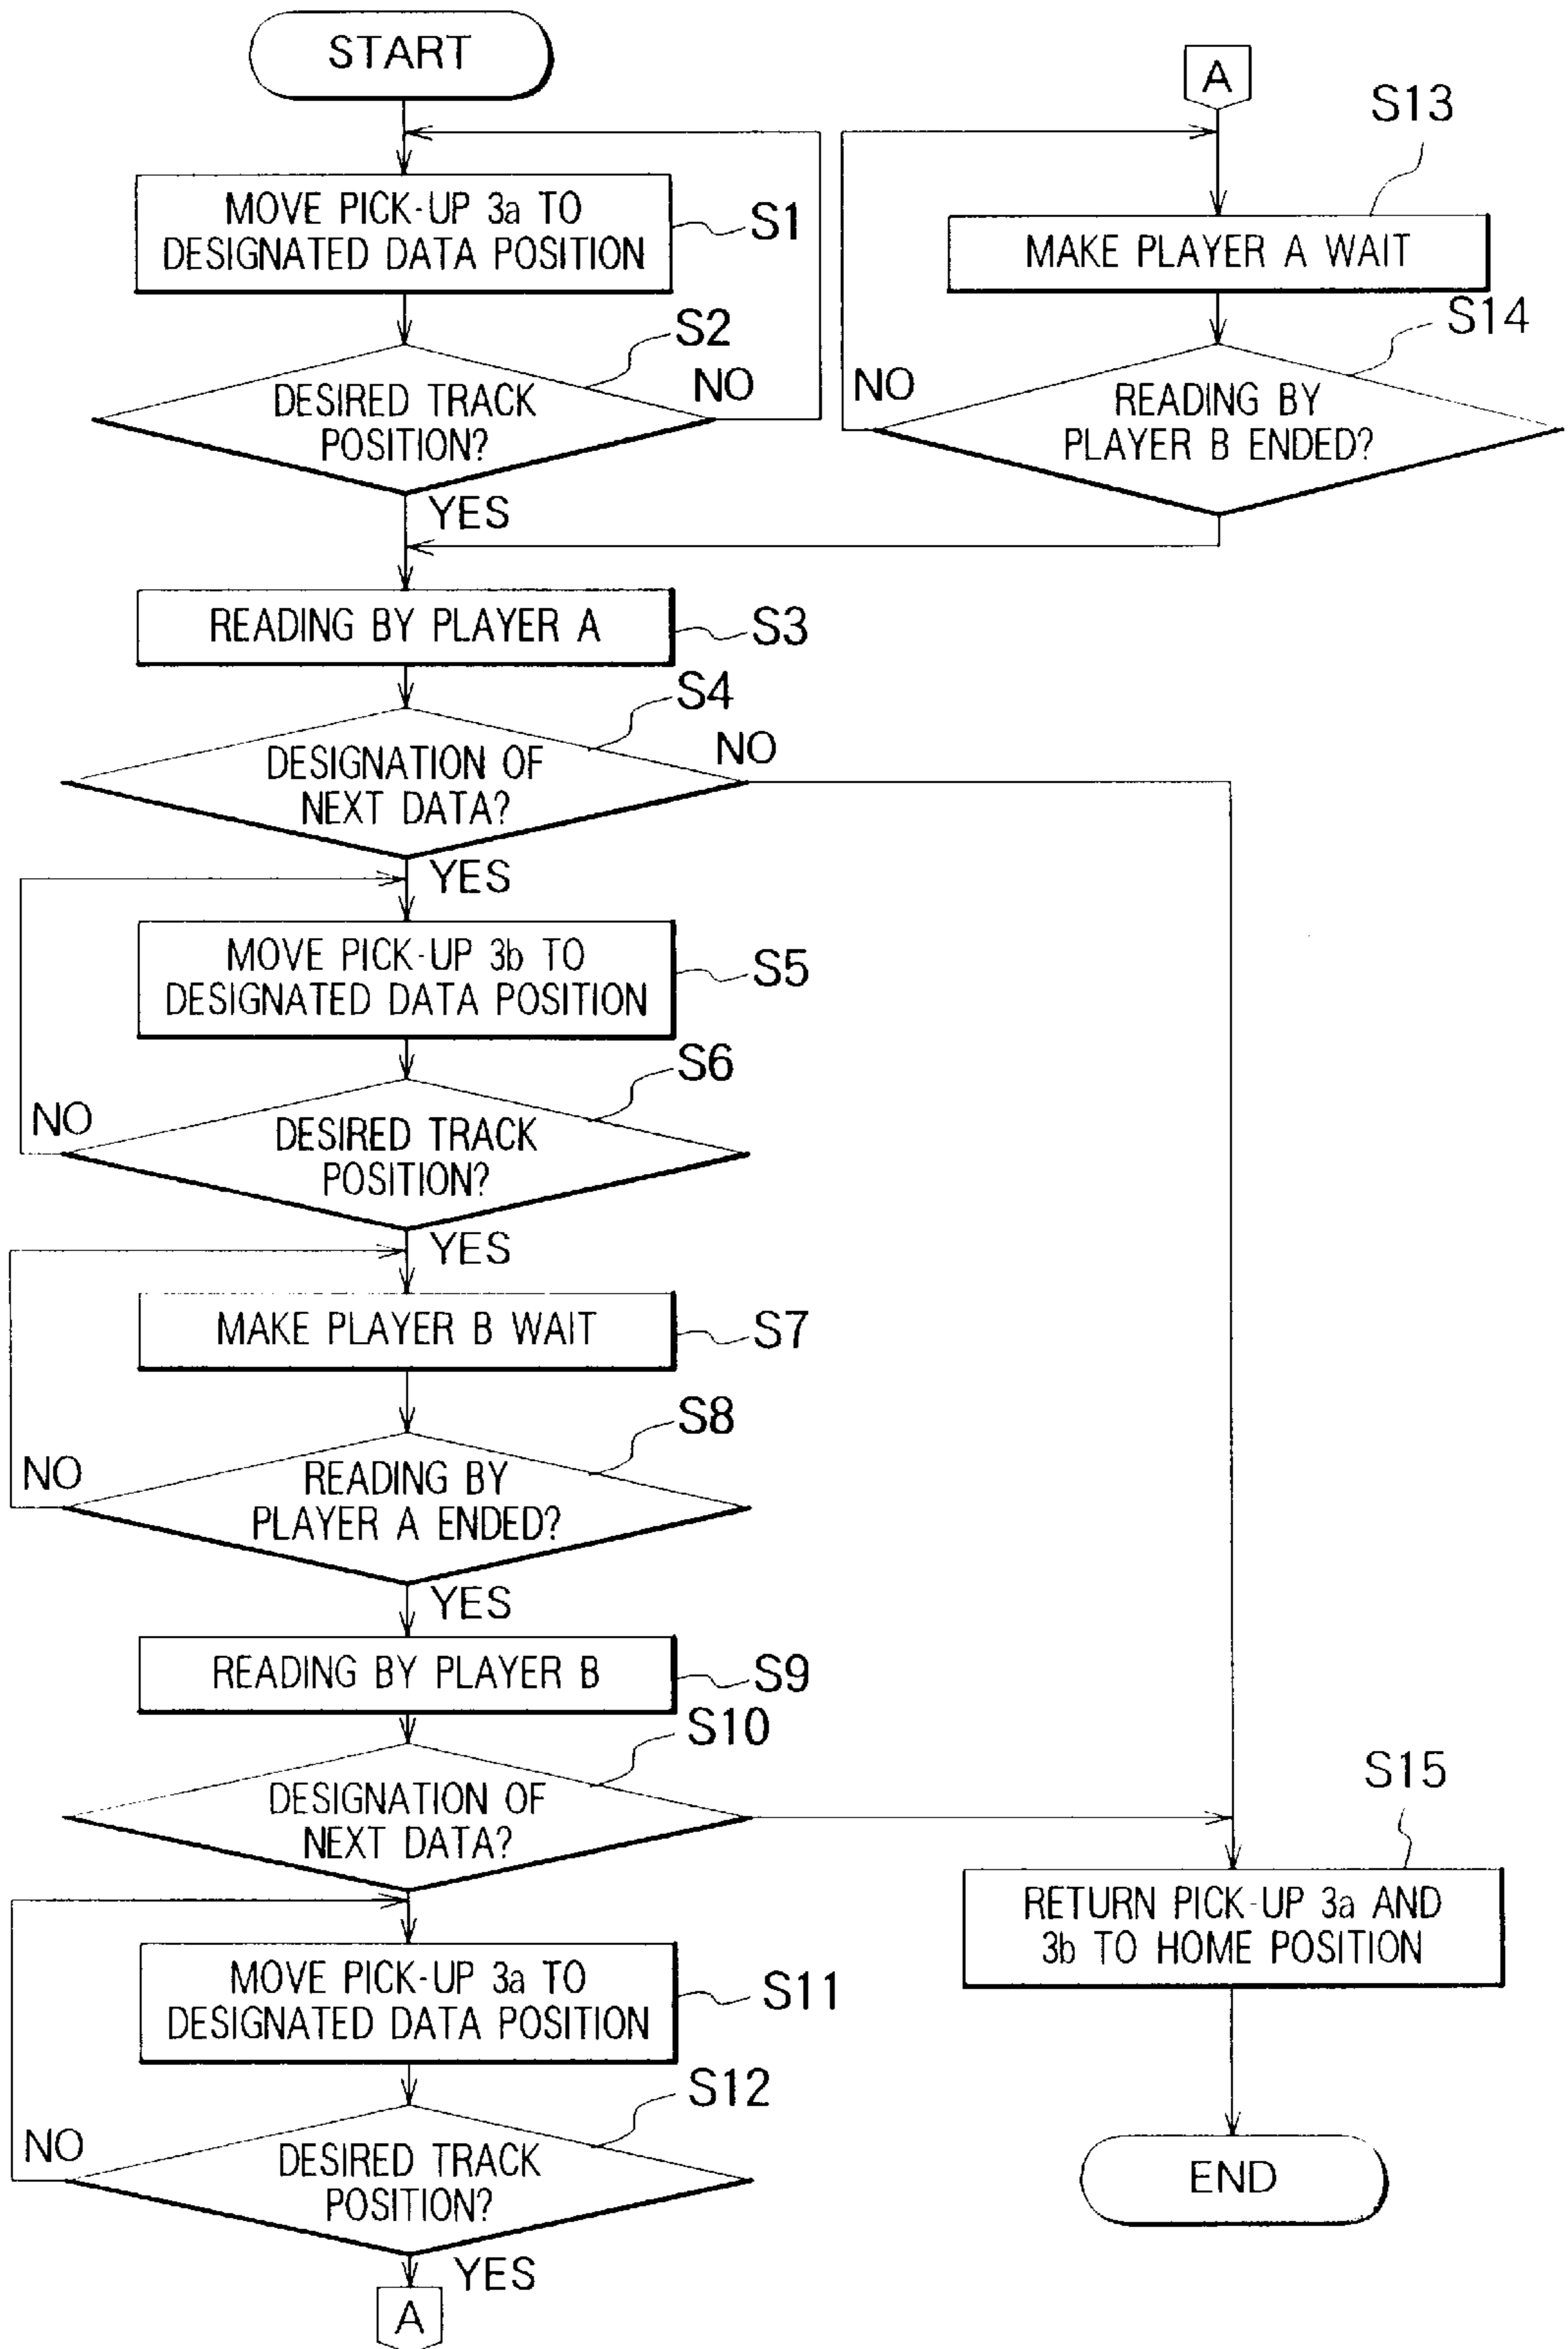 START
MOVE PICK-UP 3a TO
DESIGNATED DATA POSITION
S1
S2
DESIRED TRACK
POSITION?
NO
YES
READING BY PLAYER A
S3
S4
DESIGNATION OF
NEXT DATA?
NO
YES
MOVE PICK-UP 3b TO
DESIGNATED DATA POSITION
S5
S6
NO
DESIRED TRACK
POSITION?
YES
MAKE PLAYER B WAIT
S7
S8
NO
READING BY
PLAYER A ENDED?
YES
READING BY PLAYER B
S9
S10
DESIGNATION OF
NEXT DATA?
MOVE PICK-UP 3a TO
DESIGNATED DATA POSITION
S11
S12
NO
DESIRED TRACK
POSITION?
YES
A
A
S13
MAKE PLAYER A WAIT
S14
NO
READING BY
PLAYER B ENDED?
S15
RETURN PICK-UP 3a AND
3b TO HOME POSITION
END